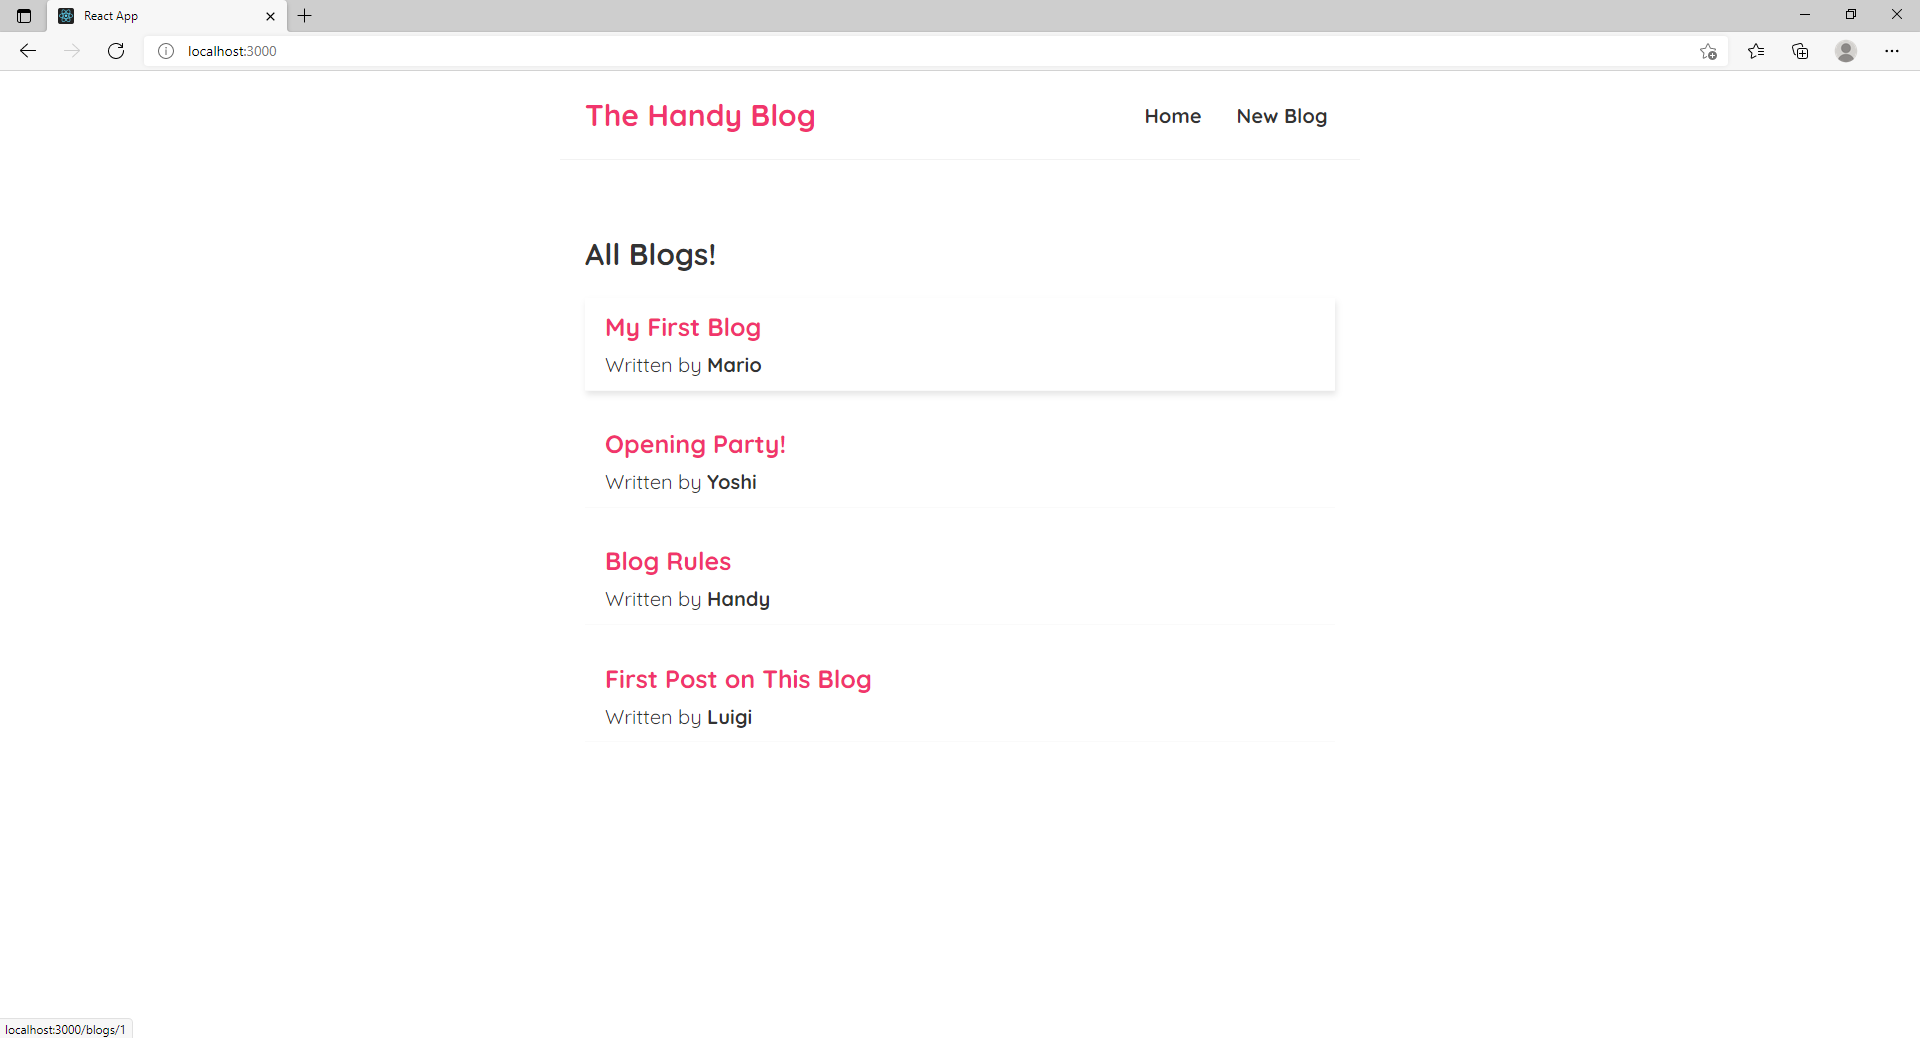 React App
localhost:3000
The Handy Blog
Home
New Blog
All Blogs!
My First Blog
Written by Mario
Opening Party!
Written by Yoshi
Blog Rules
Written by Handy
First Post on This Blog
Written by Luigi
localhost:3000/blogs/1